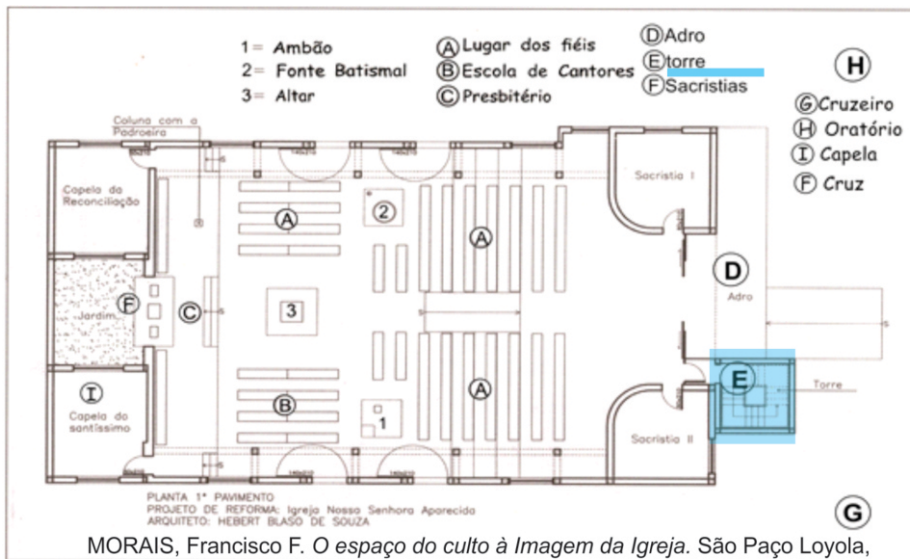 1= Ambão
2= Fonte Batismal
3= Altar
Ⓐ Lugar dos fiéis
Ⓑ Escola de Cantores
Ⓒ Presbitério
Ⓓ Adro
Ⓔ torre
Ⓕ Sacristias
Ⓗ
Ⓖ Cruzeiro
Ⓗ Oratório
Ⓘ Capela
Ⓕ Cruz
Coluna com a
Padroeira
Capela da
Reconciliação
Sacristia I
Ⓐ
2
Ⓐ
Ⓓ
Adro
Ⓕ
Jardim
Ⓒ
3
Ⓔ
Torre
Ⓘ
Capela do
santíssimo
Ⓑ
1
Ⓐ
Sacristia II
PLANTA 1º PAVIMENTO
PROJETO DE REFORMA: Igreja Nossa Senhora Aparecida
ARQUITETO: HEBERT BLASO DE SOUZA
Ⓖ
MORAIS, Francisco F. O espaço do culto à Imagem da Igreja. São Paço Loyola,